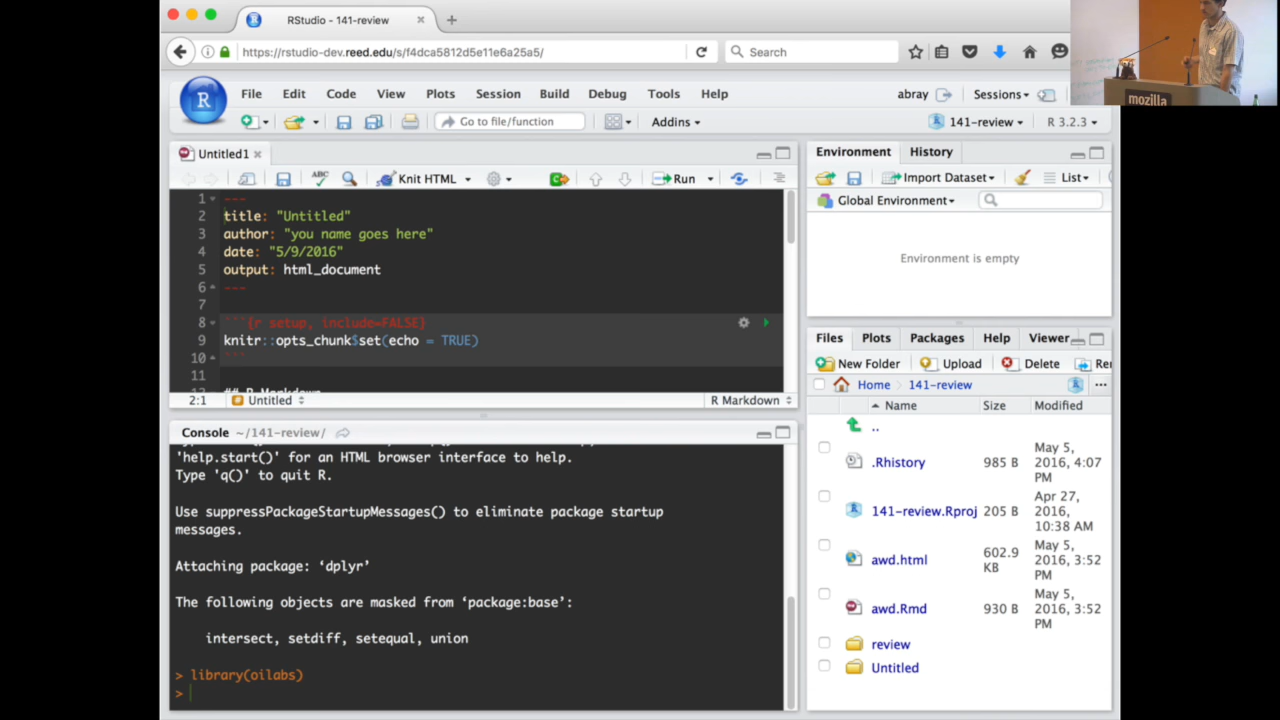 RStudio - 141-review
https://rstudio-dev.reed.edu/s/f4dca5812d5e11e6a25a5/
Search
mozilla
File Edit Code View Plots Session Build Debug Tools Help
abray Sessions
Go to file/function Addins
141-review R 3.2.3
Untitled1
ABC Knit HTML Run
1 ---
2 title: "Untitled"
3 author: "you name goes here"
4 date: "5/9/2016"
5 output: html_document
6 ---
7
8 ```{r setup, include=FALSE}
9 knitr::opts_chunk$set(echo = TRUE)
10 ```
11
12 ## R Markdown
2:1 Untitled R Markdown
Console ~/141-review/
'help.start()' for an HTML browser interface to help.
Type 'q()' to quit R.
Use suppressPackageStartupMessages() to eliminate package startup
messages.
Attaching package: ‘dplyr’
The following objects are masked from ‘package:base’:
intersect, setdiff, setequal, union
> library(oilabs)
>
Environment History
Import Dataset List
Global Environment
Environment is empty
Files Plots Packages Help Viewer
New Folder Upload Delete Re
Home 141-review
Name Size Modified
..
.Rhistory 985 B May 5, 2016, 4:07 PM
141-review.Rproj 205 B Apr 27, 2016, 10:38 AM
awd.html 602.9 KB May 5, 2016, 3:52 PM
awd.Rmd 930 B May 5, 2016, 3:52 PM
review
Untitled